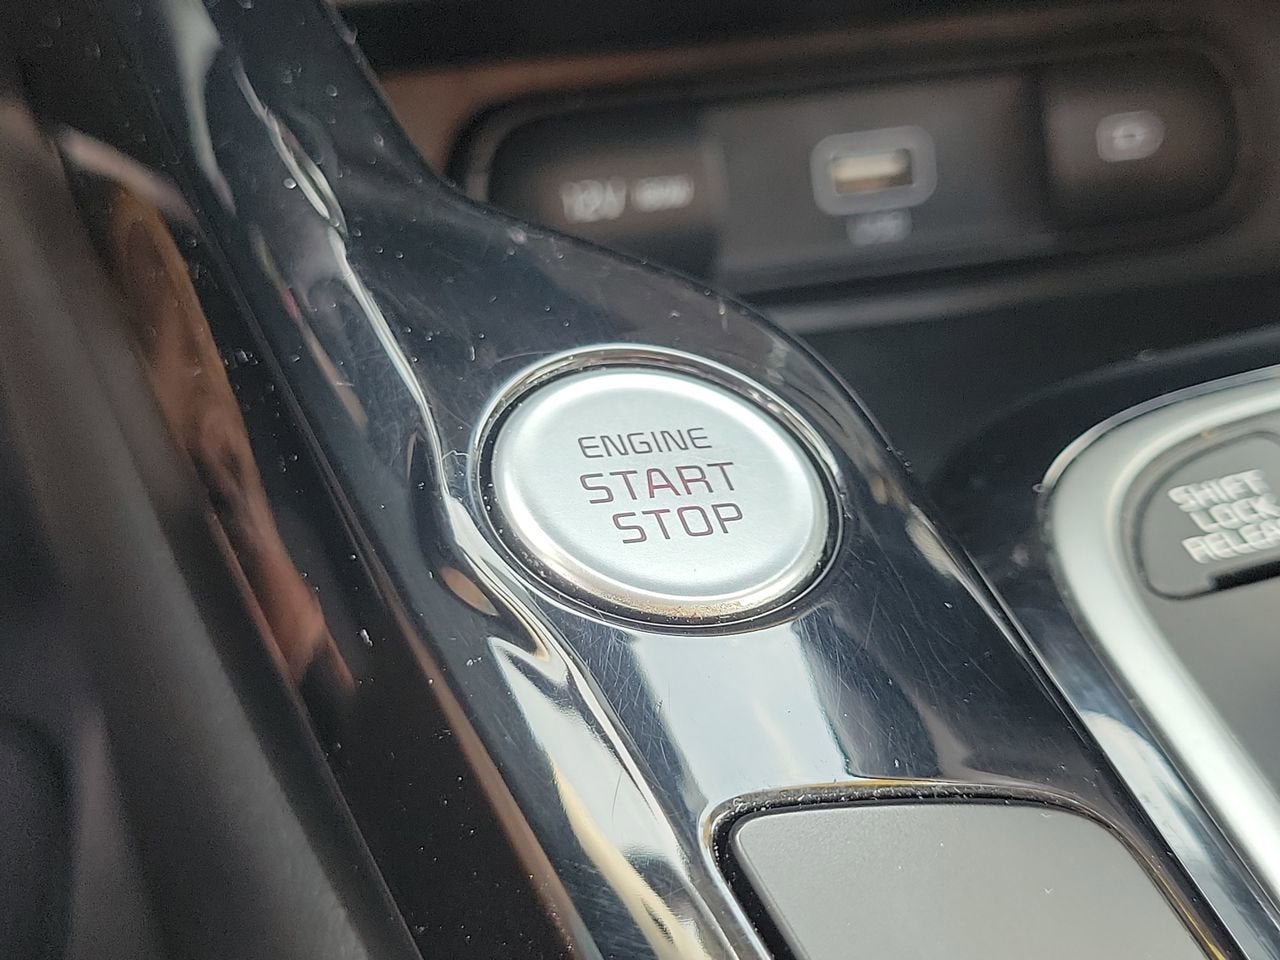 12V
ENGINE
START
STOP
SHIFT
LOCK